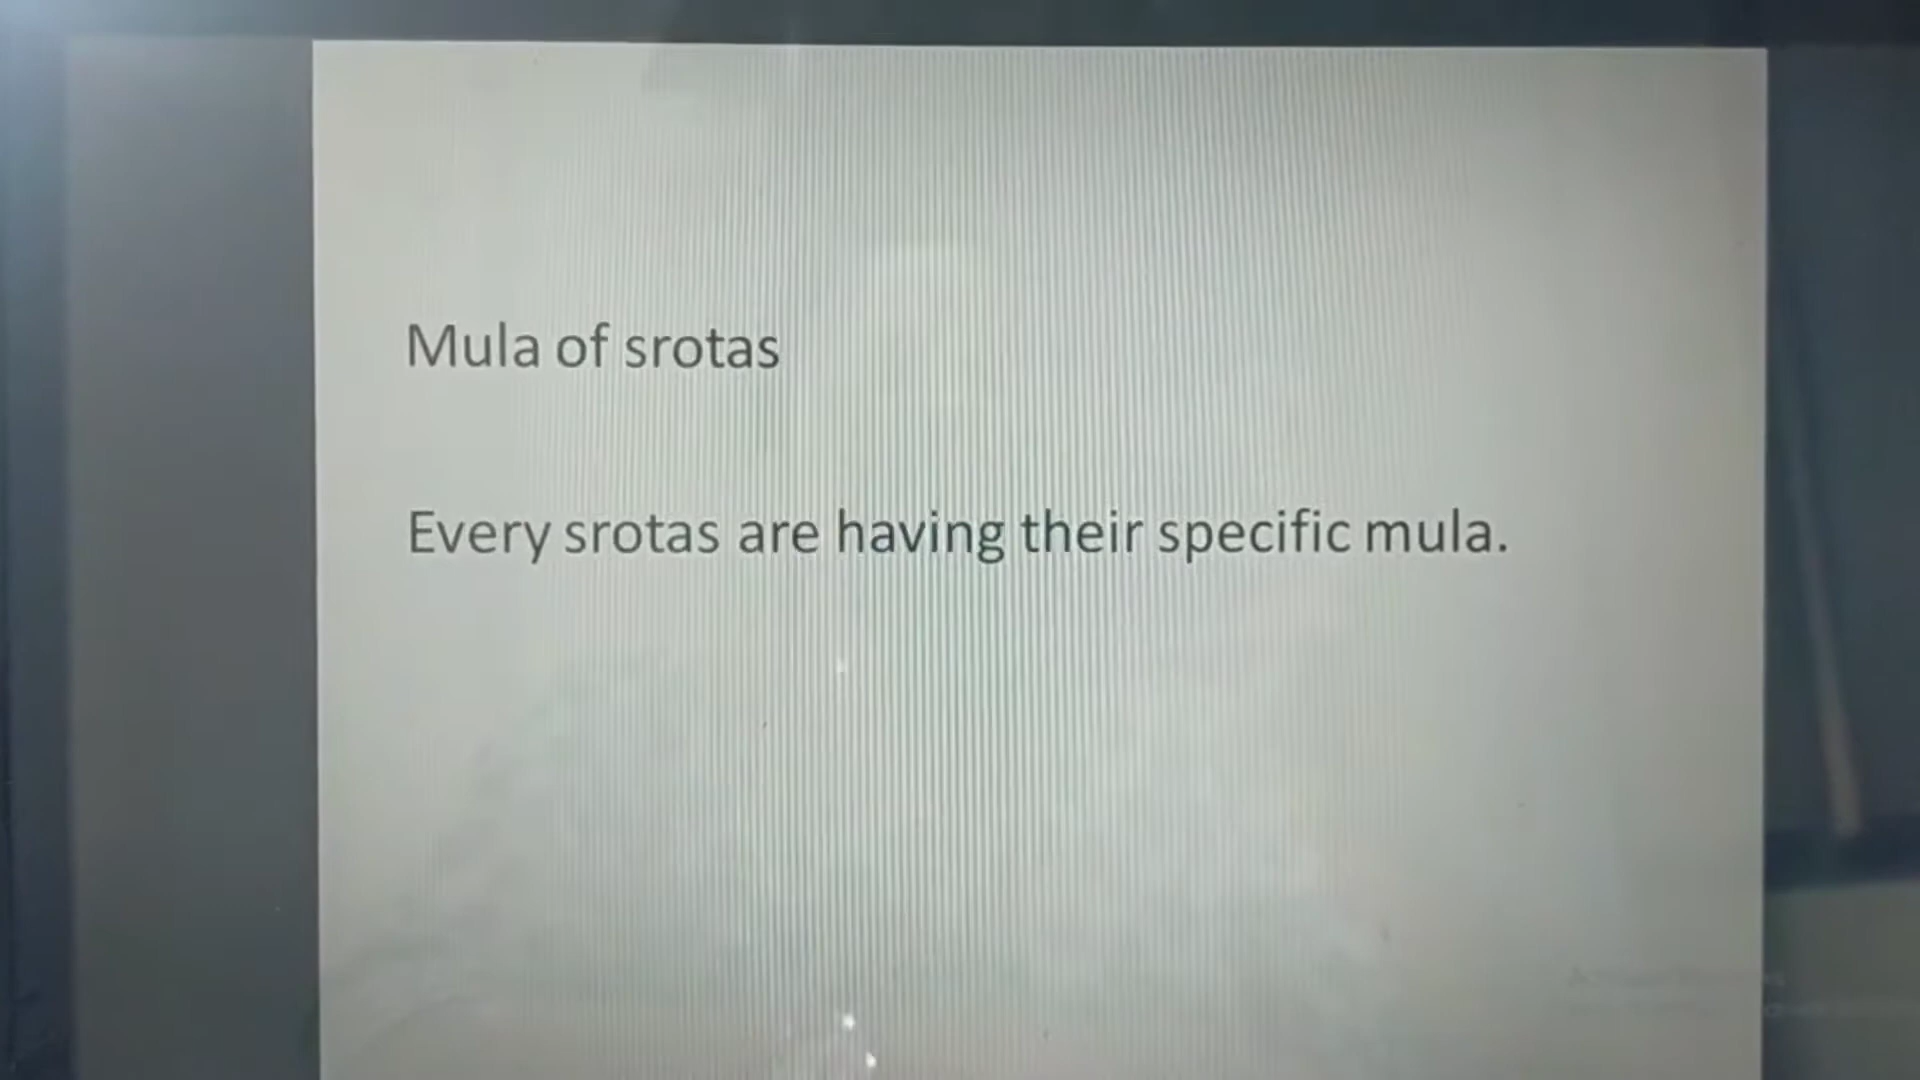 Mula of srotas
Every srotas are having their specific mula.